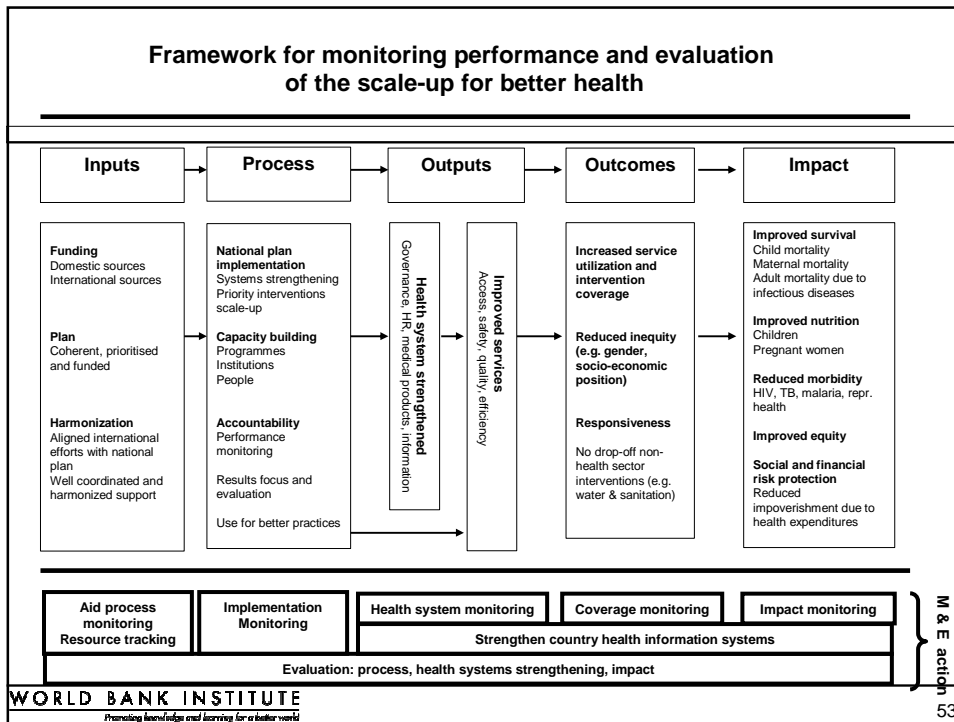 Framework for monitoring performance and evaluation
of the scale-up for better health
Inputs
Process
Outputs
Outcomes
Impact
Funding
Domestic sources
International sources
Plan
Coherent, prioritised
and funded
Harmonization
Aligned international
efforts with national
plan
Well coordinated and
harmonized support
National plan
implementation
Systems strengthening
Priority interventions
scale-up
Capacity building
Programmes
Institutions
People
Accountability
Performance
monitoring
Results focus and
evaluation
Use for better practices
Health system strengthened
Governance, HR, medical products, information
Improved services
Access, safety, quality, efficiency
Increased service
utilization and
intervention
coverage
Reduced inequity
(e.g. gender,
socio-economic
position)
Responsiveness
No drop-off non-
health sector
interventions (e.g.
water & sanitation)
Improved survival
Child mortality
Maternal mortality
Adult mortality due to
infectious diseases
Improved nutrition
Children
Pregnant women
Reduced morbidity
HIV, TB, malaria, repr.
health
Improved equity
Social and financial
risk protection
Reduced
impoverishment due to
health expenditures
Aid process
monitoring
Resource tracking
Implementation
Monitoring
Health system monitoring
Coverage monitoring
Impact monitoring
Strengthen country health information systems
Evaluation: process, health systems strengthening, impact
M & E action
WORLD BANK INSTITUTE
Promoting knowledge and learning for a better world
53